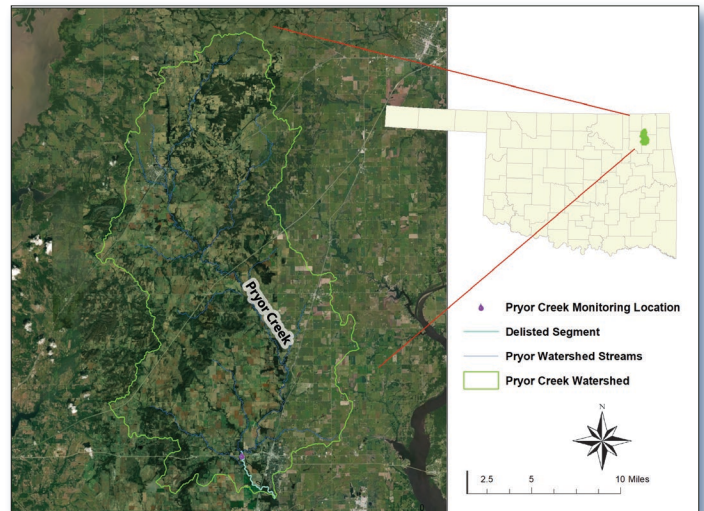 Pryor Creek
Pryor Creek Monitoring Location
Delisted Segment
Pryor Watershed Streams
Pryor Creek Watershed
N
2.5 5 10 Miles